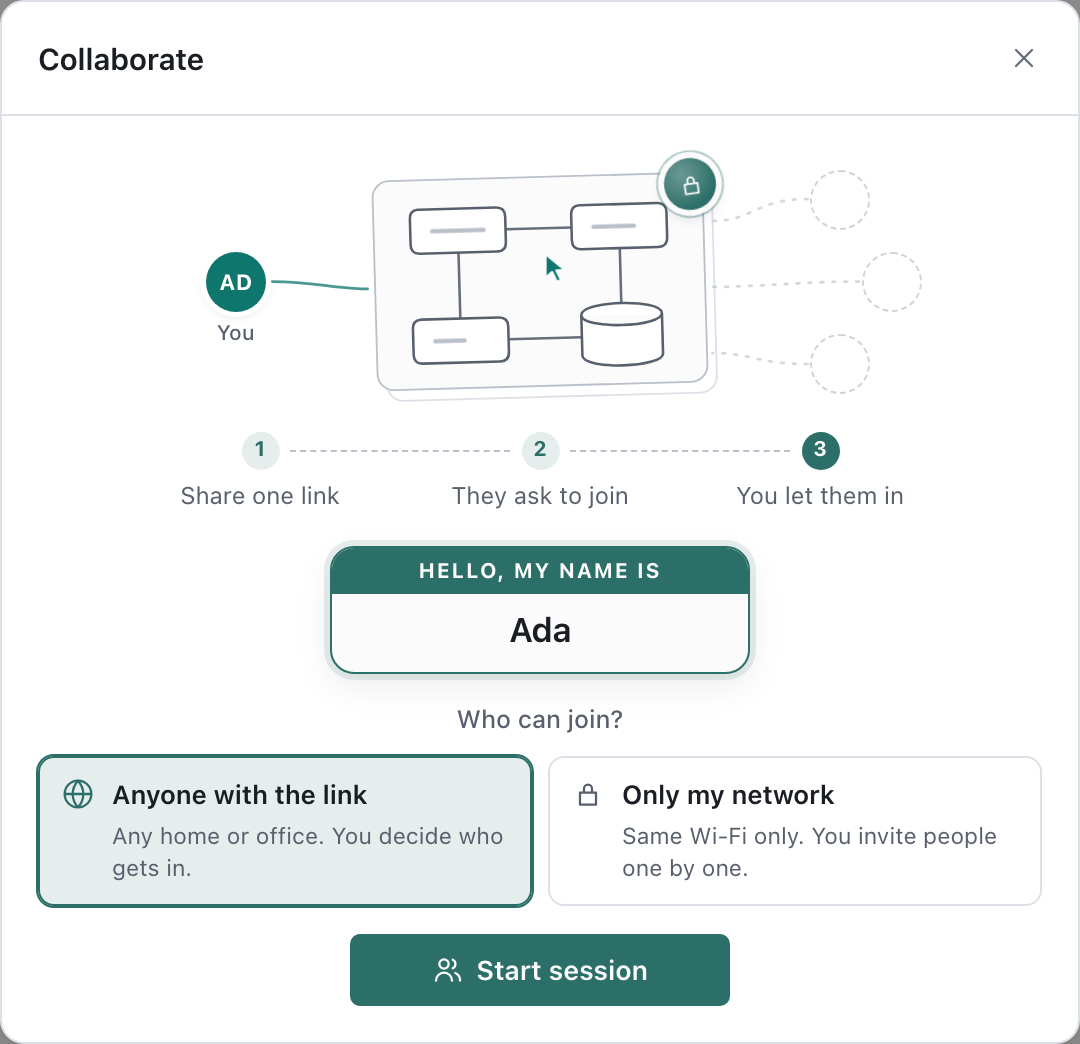 Collaborate
AD
You
1
2
3
Share one link
They ask to join
You let them in
HELLO, MY NAME IS
Ada
Who can join?
Anyone with the link
Any home or office. You decide who
gets in.
Only my network
Same Wi-Fi only. You invite people
one by one.
Start session